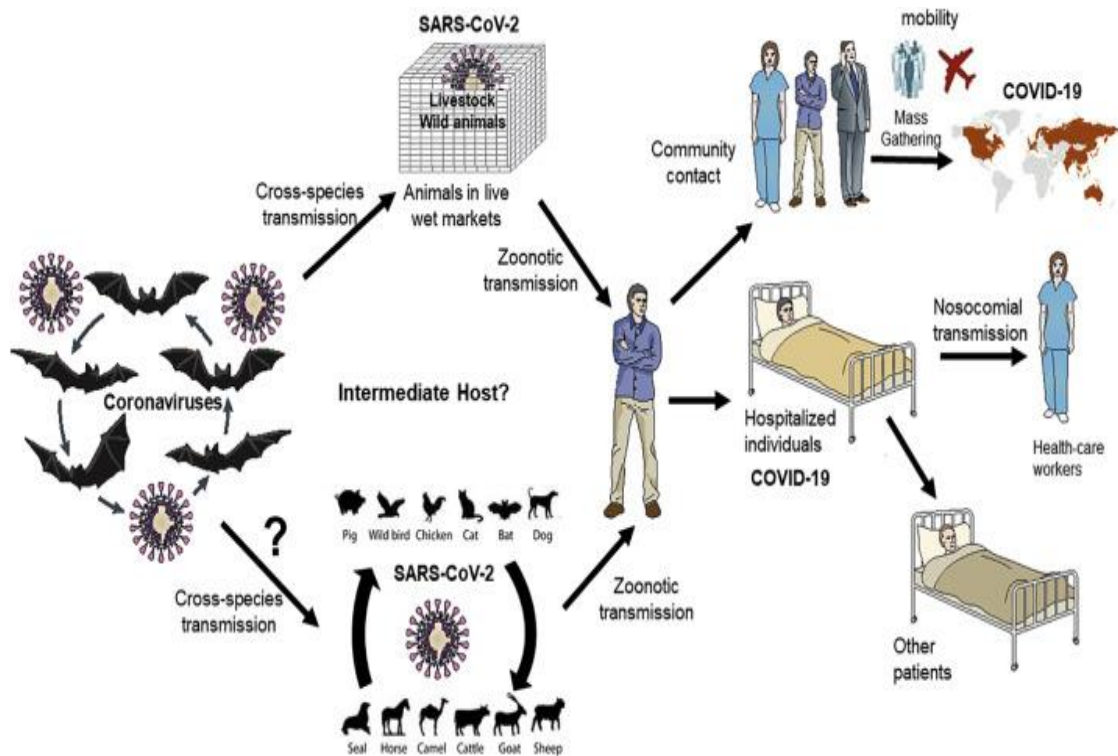 SARS-CoV-2
Livestock
Wild animals
Animals in live
wet markets
Cross-species
transmission
Zoonotic
transmission
Coronaviruses
Intermediate Host?
?
Cross-species
transmission
Pig Wild bird Chicken Cat Bat Dog
SARS-CoV-2
Seal Horse Camel Cattle Goat Sheep
Zoonotic
transmission
Community
contact
mobility
Mass
Gathering
COVID-19
Hospitalized
individuals
COVID-19
Nosocomial
transmission
Health-care
workers
Other
patients